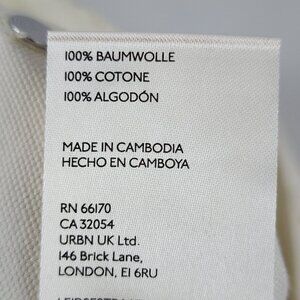 100% BAUMWOLLE
100% COTONE
100% ALGODÓN
MADE IN CAMBODIA
HECHO EN CAMBOYA
RN 66170
CA 32054
URBN UK Ltd.
146 Brick Lane,
LONDON, E1 6RU